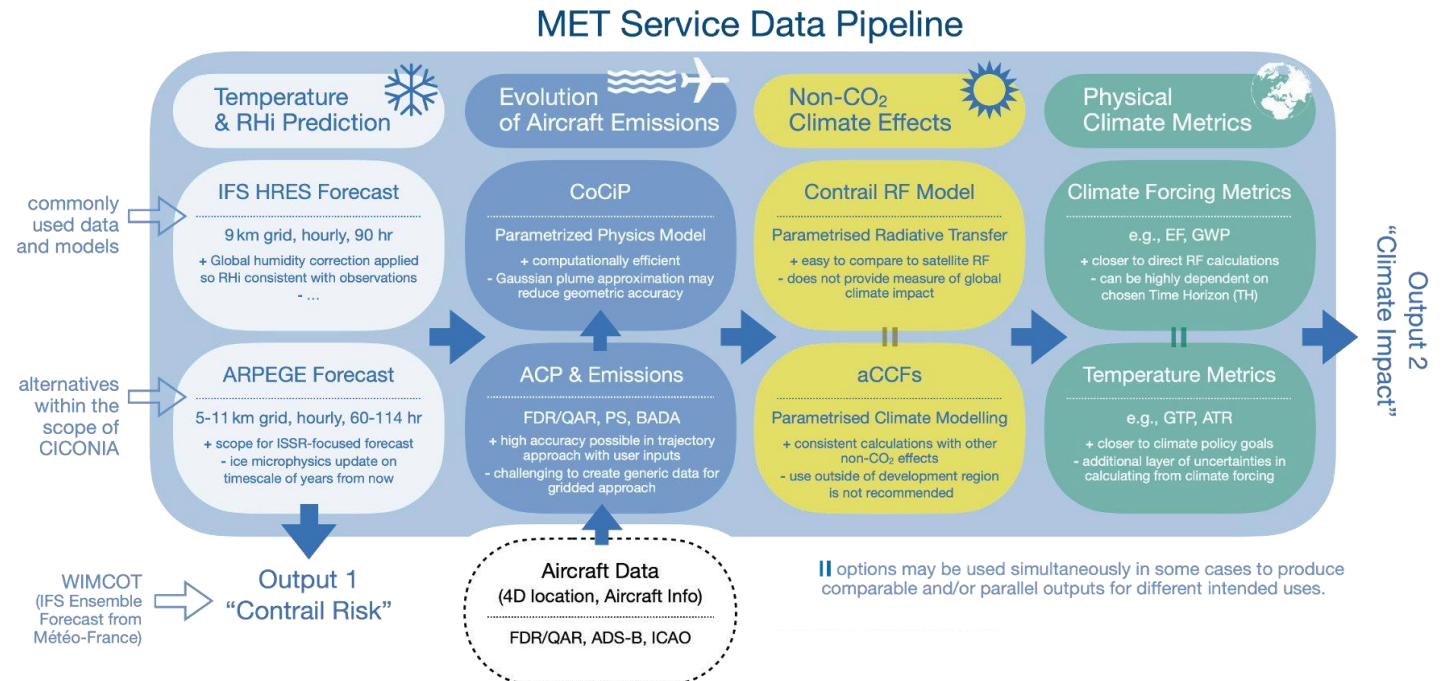 MET Service Data Pipeline
Temperature
& RHi Prediction
Evolution
of Aircraft Emissions
Non-CO₂
Climate Effects
Physical
Climate Metrics
commonly
used data
and models
IFS HRES Forecast
9 km grid, hourly, 90 hr
+ Global humidity correction applied
so RHi consistent with observations
- ...
CoCiP
Parametrized Physics Model
+ computationally efficient
- Gaussian plume approximation may
reduce geometric accuracy
Contrail RF Model
Parametrised Radiative Transfer
+ easy to compare to satellite RF
- does not provide measure of global
climate impact
Climate Forcing Metrics
e.g., EF, GWP
+ closer to direct RF calculations
- can be highly dependent on
chosen Time Horizon (TH)
alternatives
within the
scope of
CICONIA
ARPEGE Forecast
5-11 km grid, hourly, 60-114 hr
+ scope for ISSR-focused forecast
- ice microphysics update on
timescale of years from now
ACP & Emissions
FDR/QAR, PS, BADA
+ high accuracy possible in trajectory
approach with user inputs
- challenging to create generic data for
gridded approach
aCCFs
Parametrised Climate Modelling
+ consistent calculations with other
non-CO₂ effects
- use outside of development region
is not recommended
Temperature Metrics
e.g., GTP, ATR
+ closer to climate policy goals
- additional layer of uncertainties in
calculating from climate forcing
Output 2
“Climate Impact”
WIMCOT
(IFS Ensemble
Forecast from
Météo-France)
Output 1
“Contrail Risk”
Aircraft Data
(4D location, Aircraft Info)
FDR/QAR, ADS-B, ICAO
II options may be used simultaneously in some cases to produce
comparable and/or parallel outputs for different intended uses.